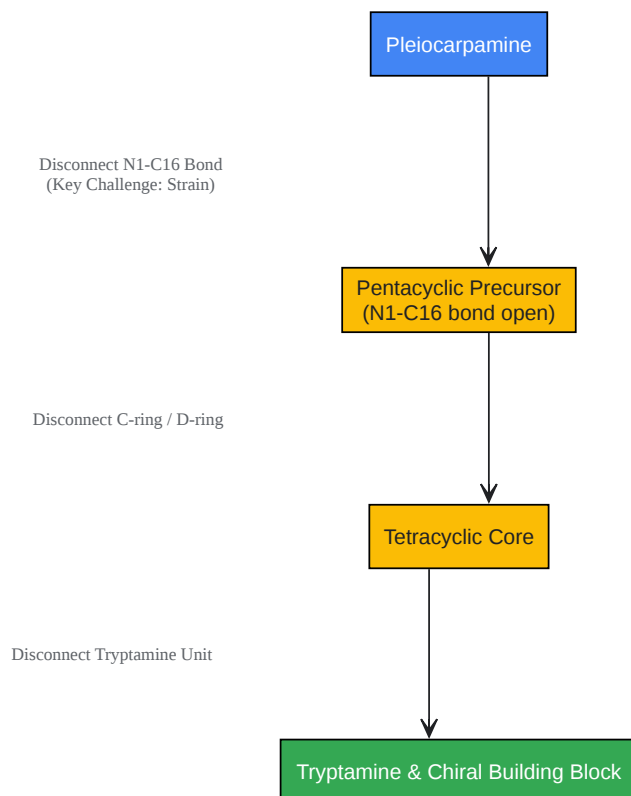 Pleiocarpamine
Disconnect N1-C16 Bond
(Key Challenge: Strain)
Pentacyclic Precursor
(N1-C16 bond open)
Disconnect C-ring / D-ring
Tetracyclic Core
Disconnect Tryptamine Unit
Tryptamine & Chiral Building Block